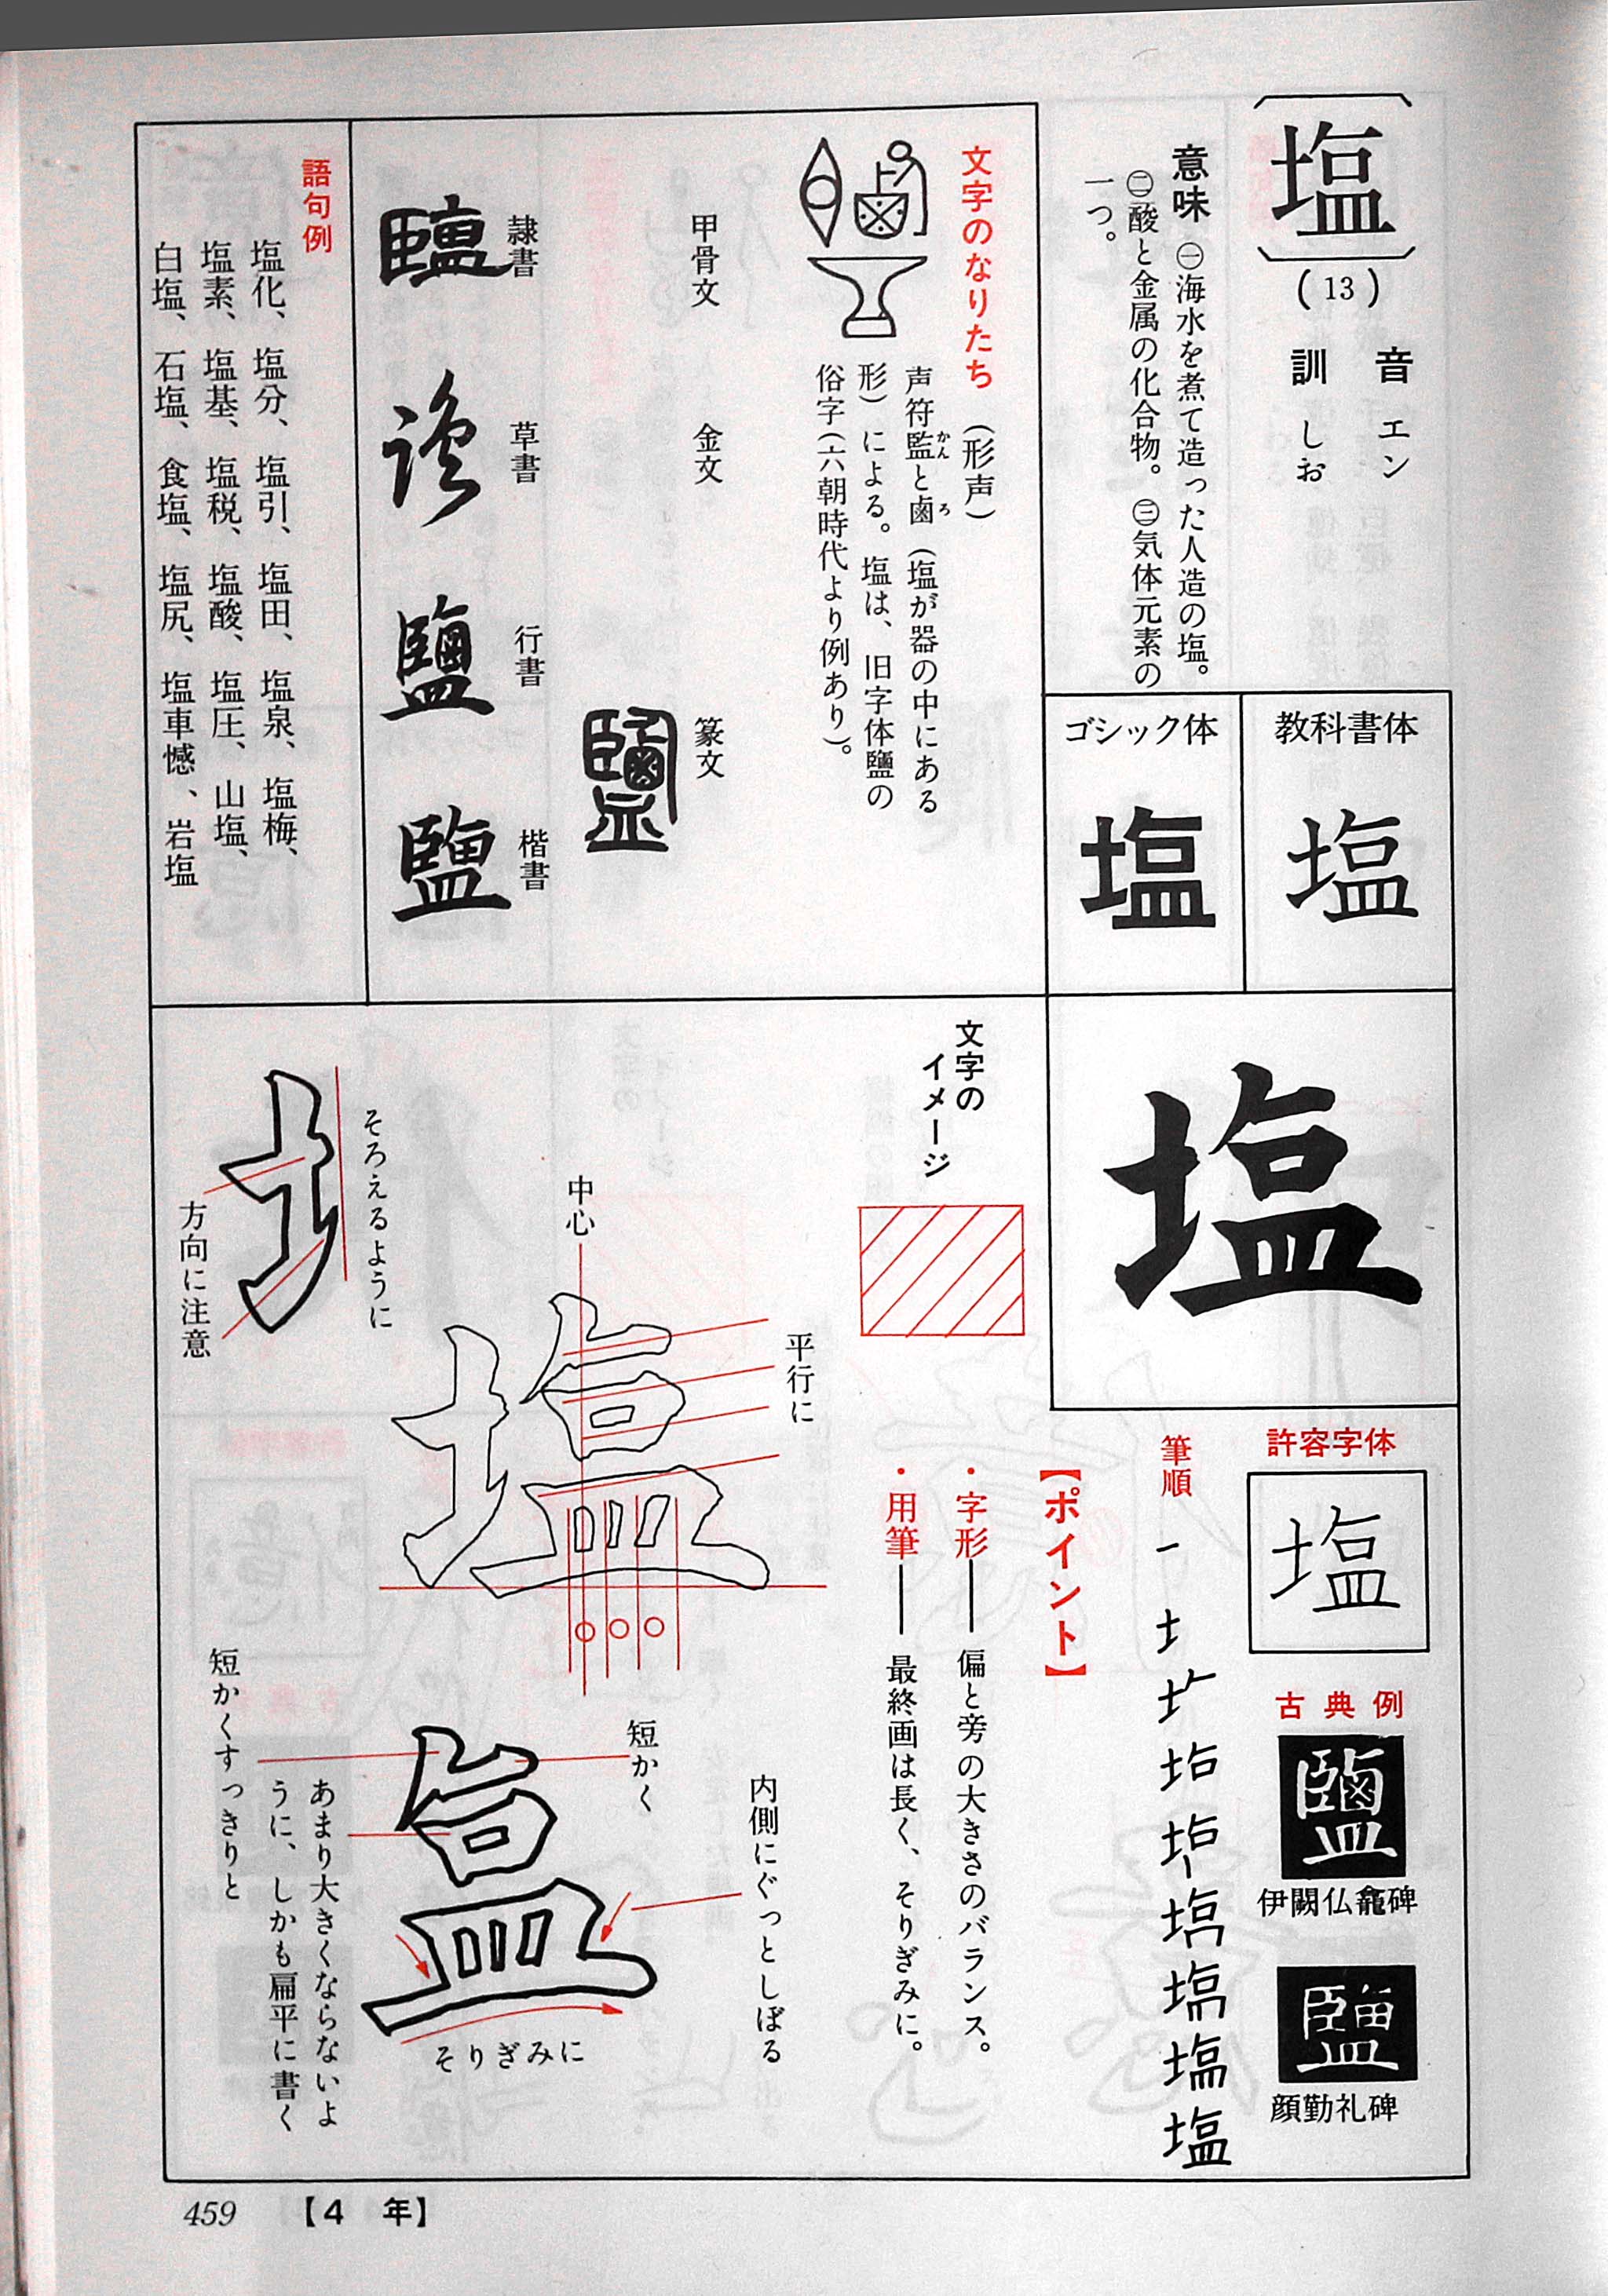 塩
(13)
音 エン
訓 しお
意味 ㊀海水を煮て造った人造の塩。
㊁酸と金属の化合物。㊂気体元素の
一つ。
教科書体
塩
ゴシック体
塩
塩
文字のなりたち (形声)
声符監と鹵(塩が器の中にある
かん ろ
形)による。塩は、旧字体鹽の
俗字(六朝時代より例あり)。
甲骨文 金文 篆文
鹽
隷書 草書 行書 楷書
鹽 鹽
語句例
塩化、塩分、塩引、塩田、塩泉、塩梅、
塩素、塩基、塩税、塩酸、塩圧、山塩、
白塩、石塩、食塩、塩尻、塩車憾、岩塩
許容字体
塩
古典例
鹽
伊闕仏龕碑
鹽
顔勤礼碑
筆順
塩
【ポイント】
・字形──偏と旁の大きさのバランス。
・用筆──最終画は長く、そりぎみに。
文字の
イメージ
平行に
中心
塩
そろえるように
方向に注意
内側にぐっとしぼる
短かく
そりぎみに
あまり大きくならないよ
うに、しかも扁平に書く
短かくすっきりと
459 【4 年】